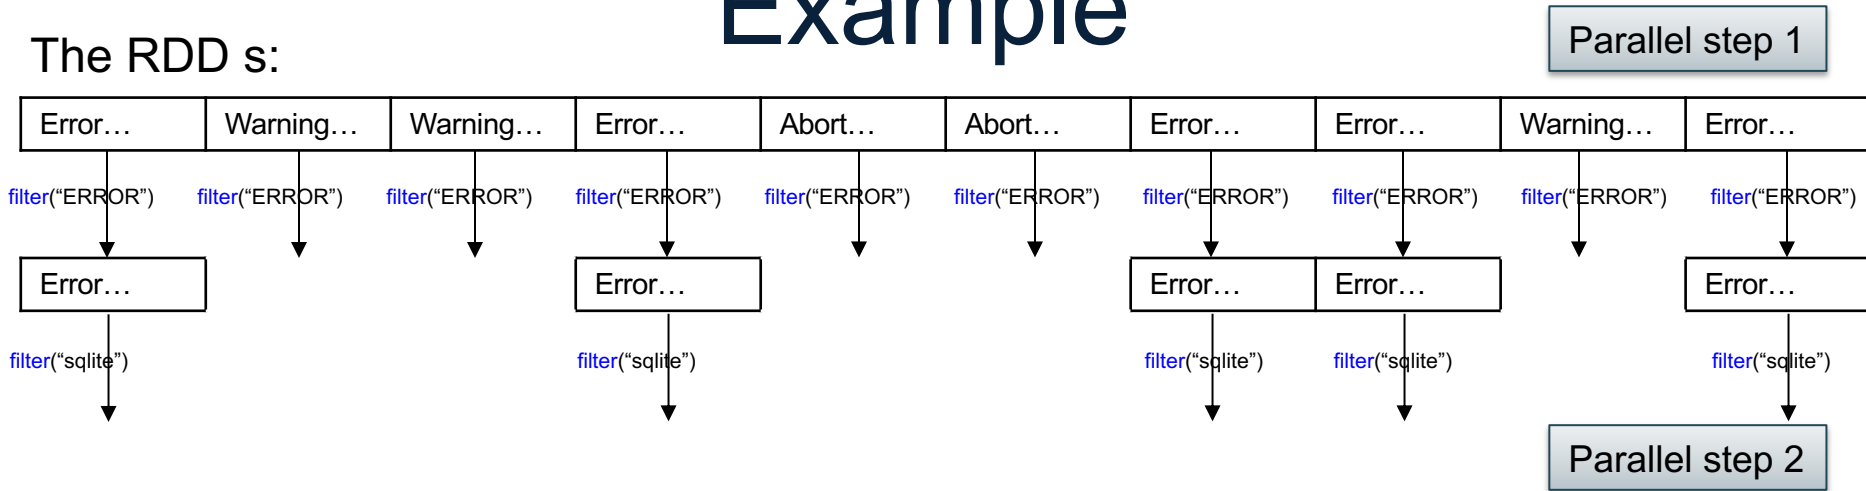 Example
Parallel step 1
The RDD s:
Error… Warning… Warning… Error… Abort… Abort… Error… Error… Warning… Error…
filter(“ERROR”) filter(“ERROR”) filter(“ERROR”) filter(“ERROR”) filter(“ERROR”) filter(“ERROR”) filter(“ERROR”) filter(“ERROR”) filter(“ERROR”) filter(“ERROR”)
Error… Error… Error… Error… Error…
filter(“sqlite”) filter(“sqlite”) filter(“sqlite”) filter(“sqlite”) filter(“sqlite”)
Parallel step 2